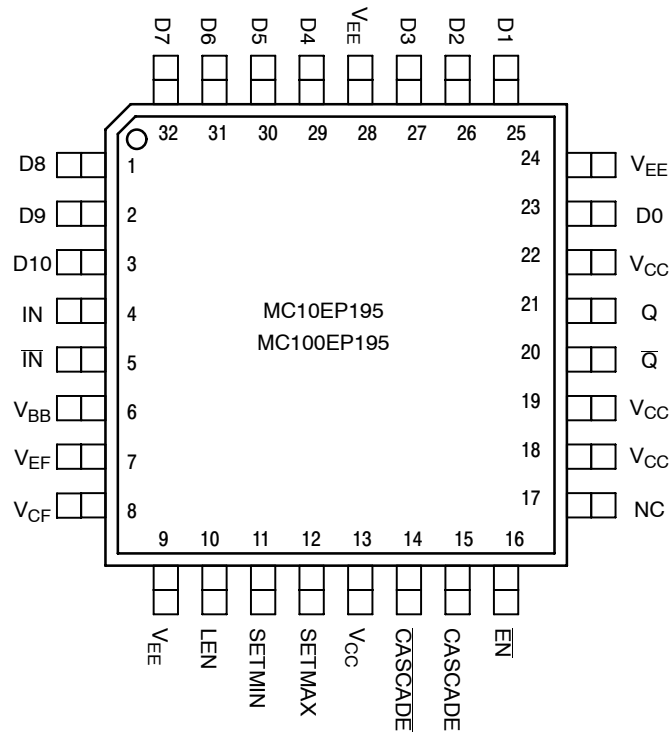 D7 D6 D5 D4 VEE D3 D2 D1
32 31 30 29 28 27 26 25
D8 1 24 VEE
D9 2 23 D0
D10 3 22 VCC
IN 4 MC10EP195 21 Q
I̅N̅ 5 MC100EP195 20 Q̅
VBB 6 19 VCC
VEF 7 18 VCC
VCF 8 17 NC
9 10 11 12 13 14 15 16
VEE LEN SETMIN SETMAX VCC C̅A̅S̅C̅A̅D̅E̅ CASCADE E̅N̅